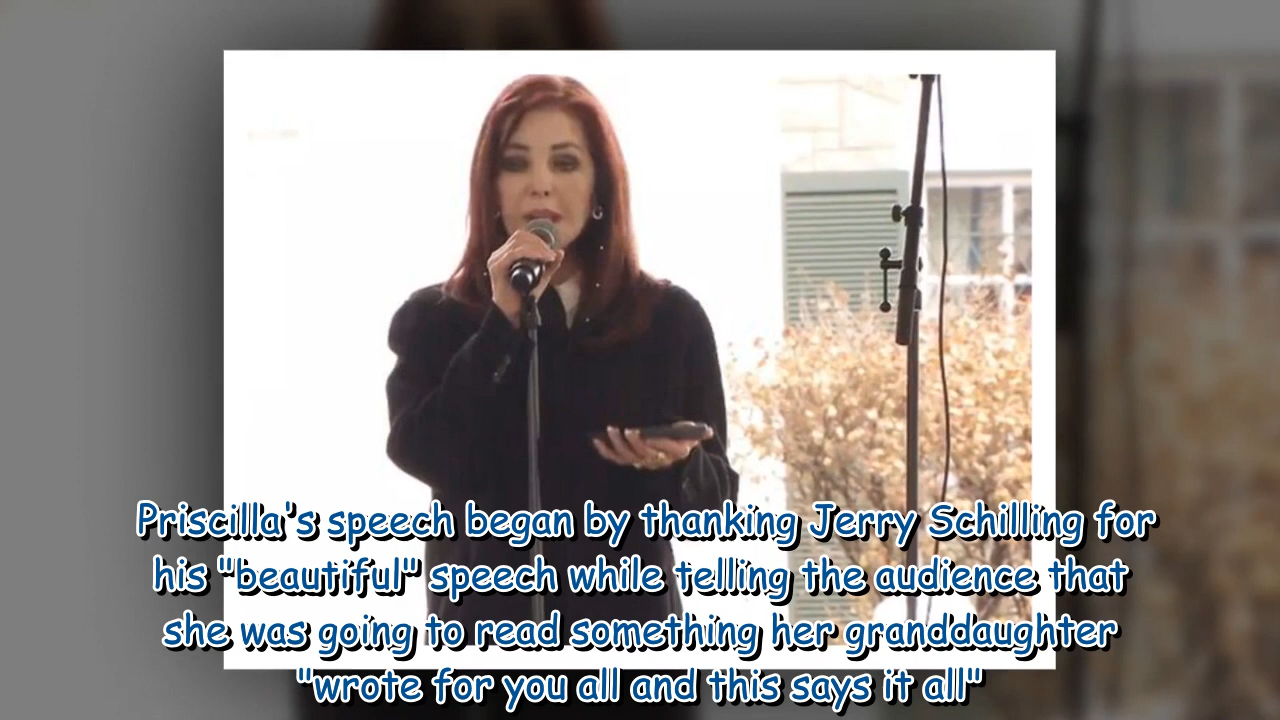 Priscilla's speech began by thanking Jerry Schilling for
his "beautiful" speech while telling the audience that
she was going to read something her granddaughter
"wrote for you all and this says it all"